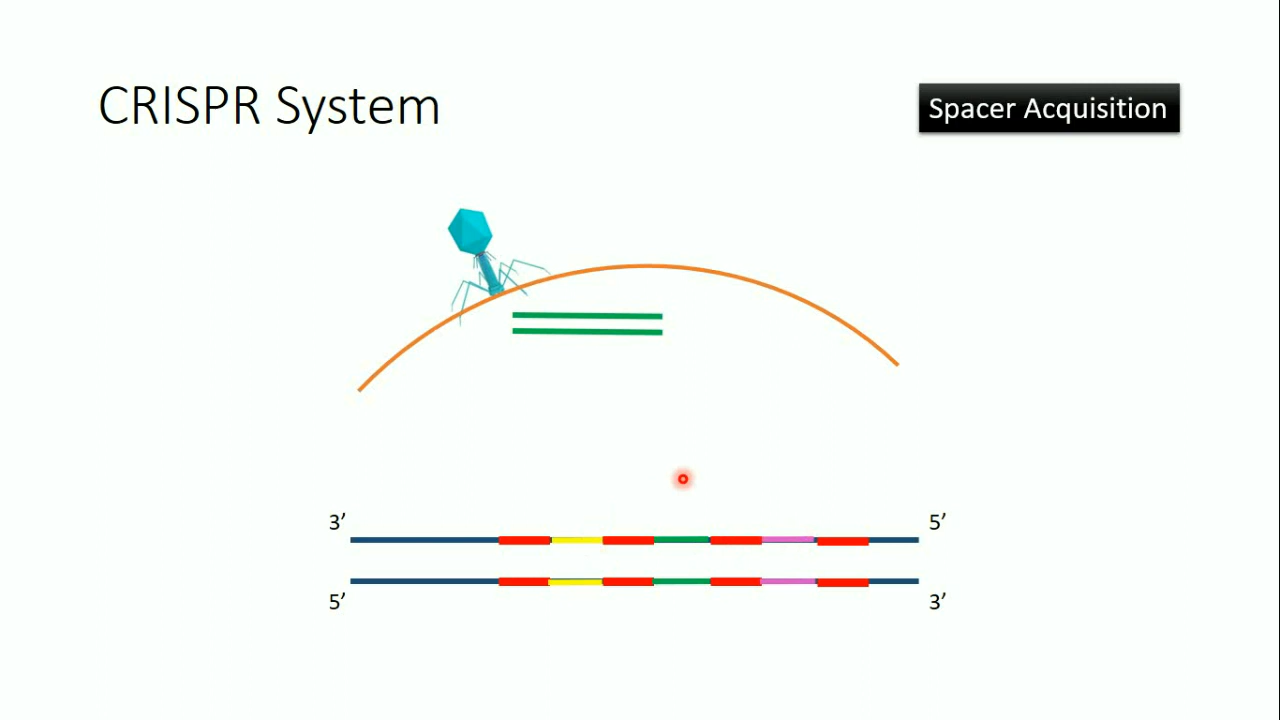 CRISPR System
Spacer Acquisition
3’ 5’
5’ 3’